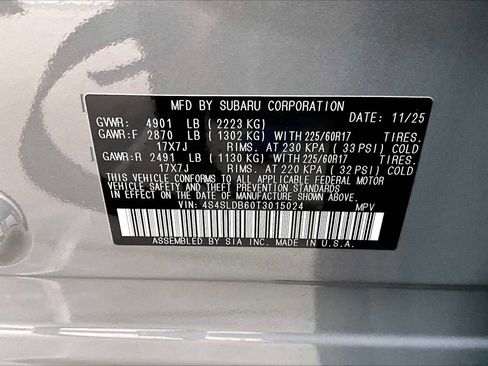 MFD BY SUBARU CORPORATION DATE: 11/25
GVWR: 4901 LB ( 2223 KG)
GAWR:F 2870 LB ( 1302 KG) WITH 225/60R17 TIRES.
17X7J RIMS. AT 230 KPA ( 33 PSI) COLD
GAWR:R 2491 LB ( 1130 KG) WITH 225/60R17 TIRES.
17X7J RIMS. AT 220 KPA ( 32 PSI) COLD
THIS VEHICLE CONFORMS TO ALL APPLICABLE FEDERAL MOTOR
VEHICLE SAFETY AND THEFT PREVENTION STANDARDS
IN EFFECT ON THE DATE OF MANUFACTURE SHOWN ABOVE.
VIN: 4S4SLDB60T3015024 MPV
ASSEMBLED BY SIA INC. MADE IN U.S.A.